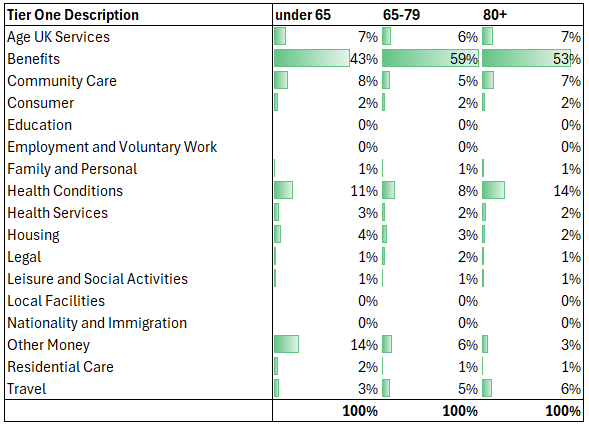 Tier One Description under 65 65-79 80+
Age UK Services 7% 6% 7%
Benefits 43% 59% 53%
Community Care 8% 5% 7%
Consumer 2% 2% 2%
Education 0% 0% 0%
Employment and Voluntary Work 0% 0% 0%
Family and Personal 1% 1% 1%
Health Conditions 11% 8% 14%
Health Services 3% 2% 2%
Housing 4% 3% 2%
Legal 1% 2% 1%
Leisure and Social Activities 1% 1% 1%
Local Facilities 0% 0% 0%
Nationality and Immigration 0% 0% 0%
Other Money 14% 6% 3%
Residential Care 2% 1% 1%
Travel 3% 5% 6%
100% 100% 100%